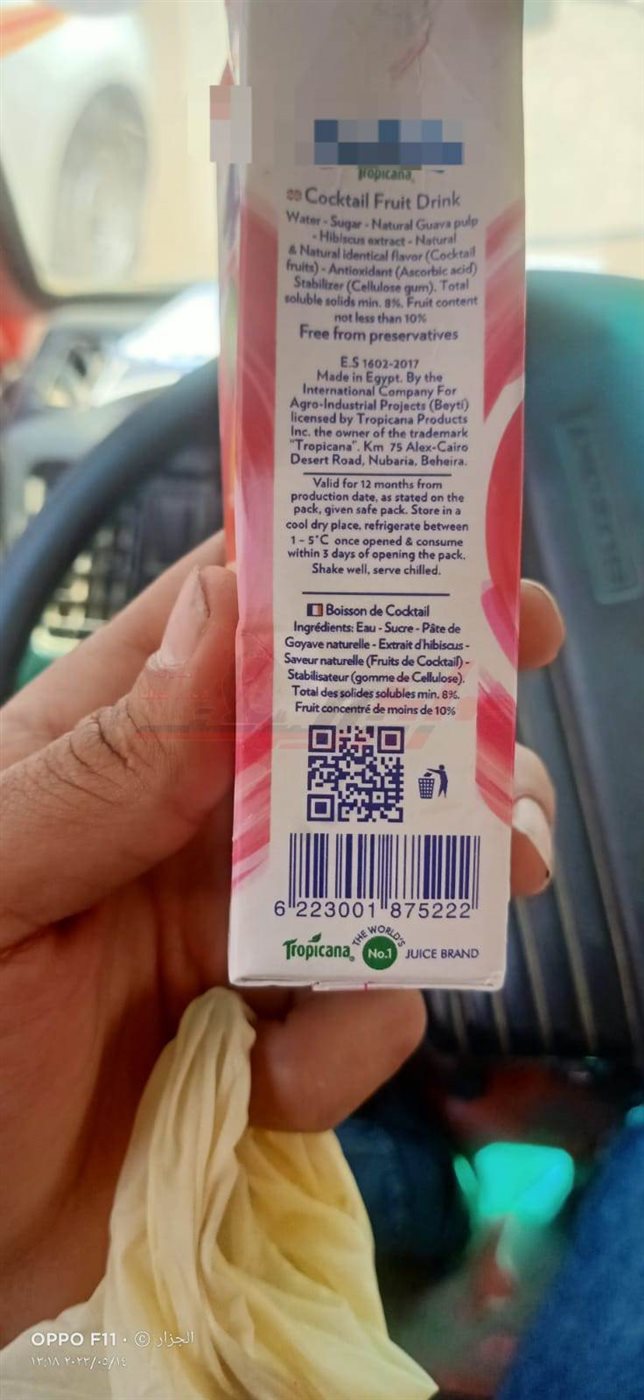 Tropicana
Cocktail Fruit Drink
Water - Sugar - Natural Guava pulp
- Hibiscus extract - Natural
& Natural identical flavor (Cocktail
fruits) - Antioxidant (Ascorbic acid)
Stabilizer (Cellulose gum). Total
soluble solids min. 8%. Fruit content
not less than 10%
Free from preservatives
E.S 1602-2017
Made in Egypt. By the
International Company For
Agro-Industrial Projects (Beyti)
licensed by Tropicana Products
Inc. the owner of the trademark
"Tropicana". Km 75 Alex-Cairo
Desert Road, Nubaria, Beheira.
Valid for 12 months from
production date, as stated on the
pack, given safe pack. Store in a
cool dry place, refrigerate between
1 - 5°C once opened & consume
within 3 days of opening the pack.
Shake well, serve chilled.
Boisson de Cocktail
Ingrédients: Eau - Sucre - Pâte de
Goyave naturelle - Extrait d'hibiscus -
Saveur naturelle (Fruits de Cocktail) -
Stabilisateur (gomme de Cellulose).
Total des solides solubles min. 8%.
Fruit concentré de moins de 10%
6 223001 875222
Tropicana THE WORLD'S No.1 JUICE BRAND
OPPO F11 · © الجزار
٢٠٢٣/٠٥/١٤ ١٣:١٨